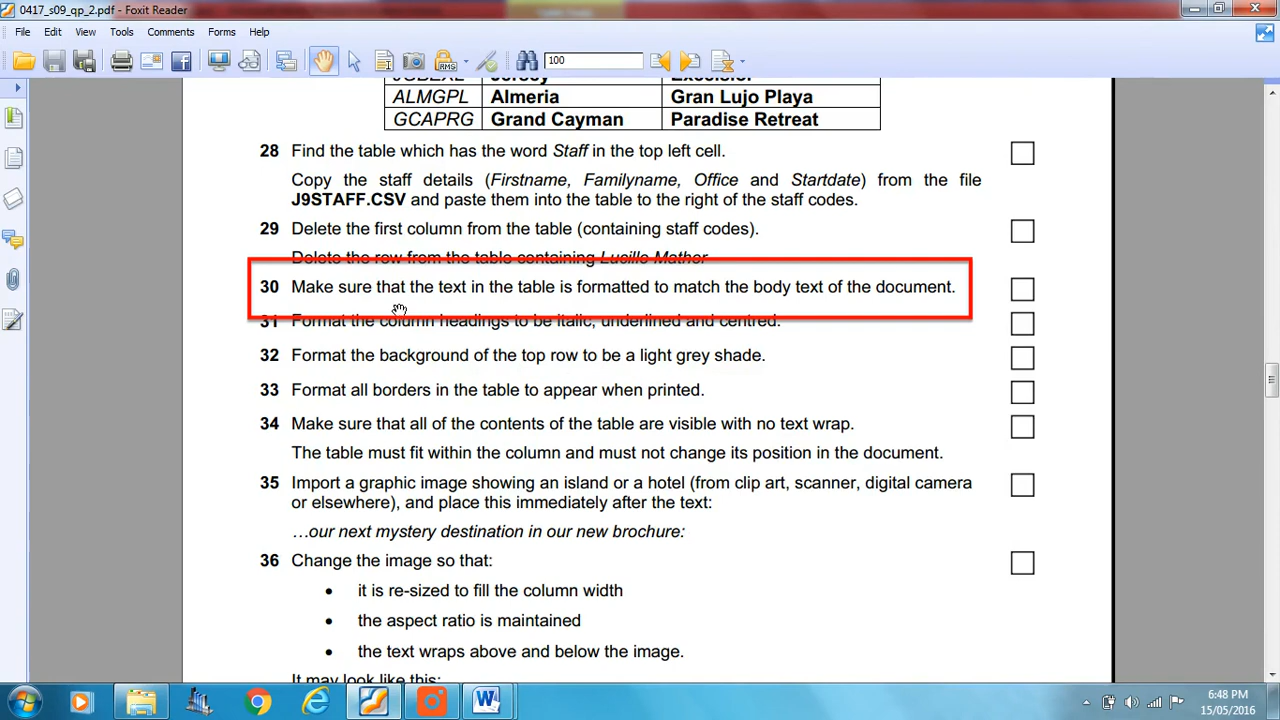 0417_s09_qp_2.pdf - Foxit Reader
File Edit View Tools Comments Forms Help
100
Jersey Excelsior
ALMGPL Almeria Gran Lujo Playa
GCAPRG Grand Cayman Paradise Retreat
28 Find the table which has the word Staff in the top left cell.
Copy the staff details (Firstname, Familyname, Office and Startdate) from the file
J9STAFF.CSV and paste them into the table to the right of the staff codes.
29 Delete the first column from the table (containing staff codes).
Delete the row from the table containing Lucille Mather
30 Make sure that the text in the table is formatted to match the body text of the document.
31 Format the column headings to be italic, underlined and centred.
32 Format the background of the top row to be a light grey shade.
33 Format all borders in the table to appear when printed.
34 Make sure that all of the contents of the table are visible with no text wrap.
The table must fit within the column and must not change its position in the document.
35 Import a graphic image showing an island or a hotel (from clip art, scanner, digital camera
or elsewhere), and place this immediately after the text:
…our next mystery destination in our new brochure:
36 Change the image so that:
• it is re-sized to fill the column width
• the aspect ratio is maintained
• the text wraps above and below the image.
It may look like this:
6:48 PM
15/05/2016